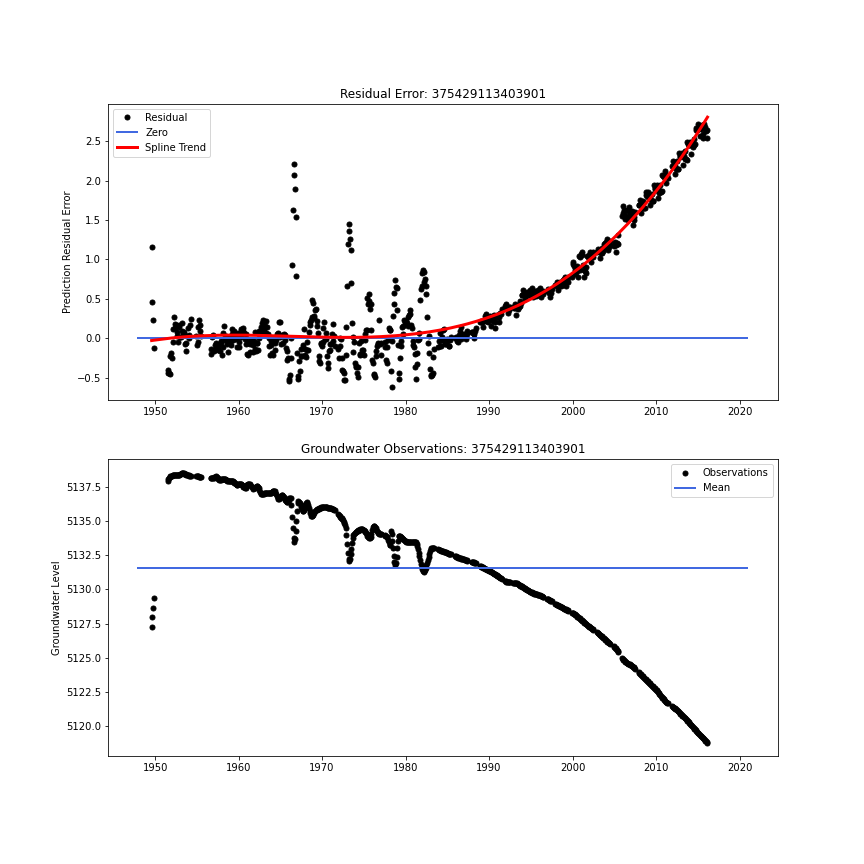 Residual Error: 375429113403901
Residual
Zero
Spline Trend
Prediction Residual Error
2.5
2.0
1.5
1.0
0.5
0.0
−0.5
1950 1960 1970 1980 1990 2000 2010 2020
Groundwater Observations: 375429113403901
Observations
Mean
Groundwater Level
5137.5
5135.0
5132.5
5130.0
5127.5
5125.0
5122.5
5120.0
1950 1960 1970 1980 1990 2000 2010 2020